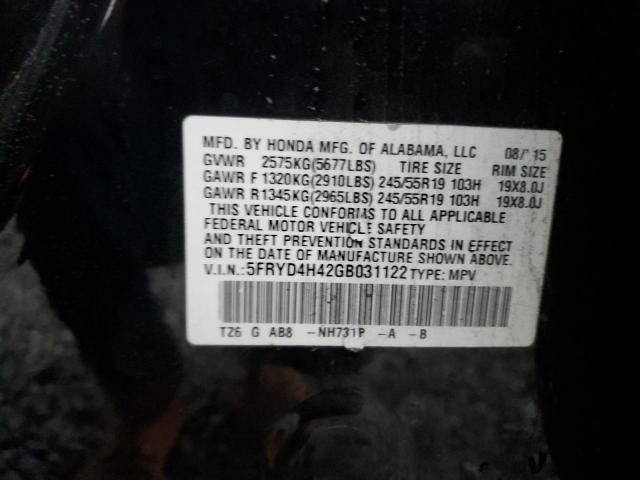 MFD. BY HONDA MFG. OF ALABAMA, LLC 08/'15
GVWR 2575KG(5677LBS) TIRE SIZE RIM SIZE
GAWR F1320KG(2910LBS) 245/55R19 103H 19X8.0J
GAWR R1345KG(2965LBS) 245/55R19 103H 19X8.0J
THIS VEHICLE CONFORMS TO ALL APPLICABLE
FEDERAL MOTOR VEHICLE SAFETY
AND THEFT PREVENTION STANDARDS IN EFFECT
ON THE DATE OF MANUFACTURE SHOWN ABOVE.
V.I.N.:5FRYD4H42GB031122 TYPE: MPV
TZ6 G AB8 -NH731P -A -B